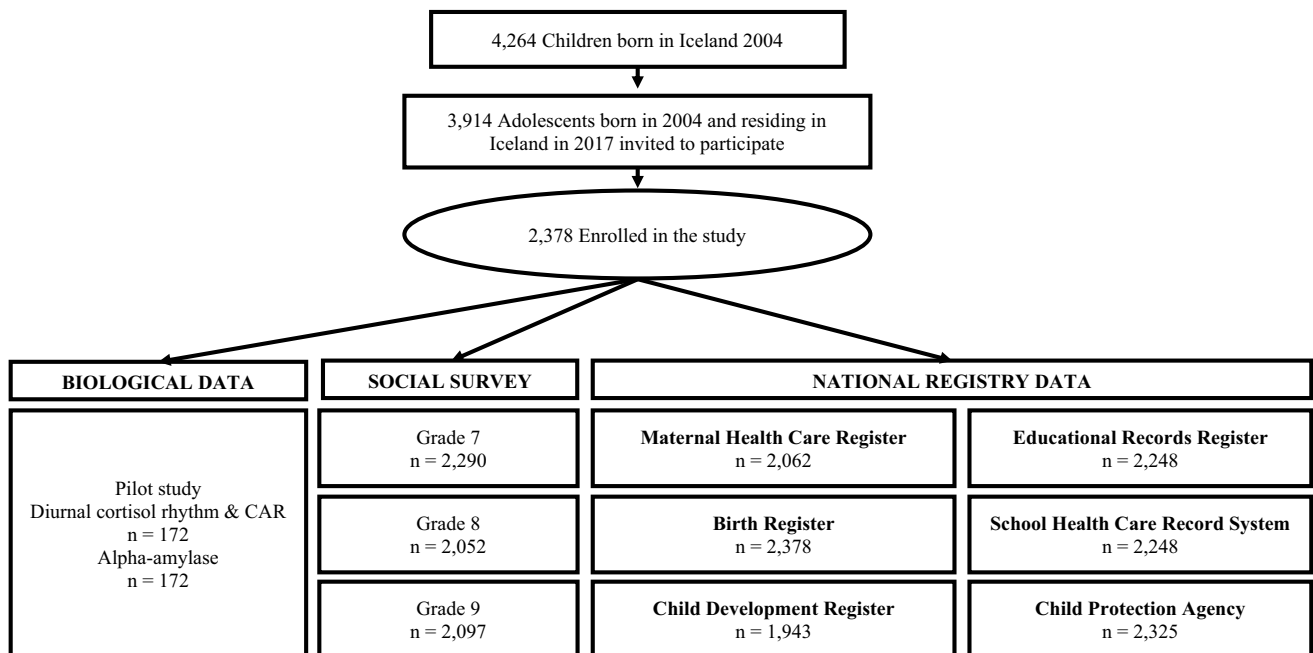 4,264 Children born in Iceland 2004
3,914 Adolescents born in 2004 and residing in
Iceland in 2017 invited to participate
2,378 Enrolled in the study
BIOLOGICAL DATA
Pilot study
Diurnal cortisol rhythm & CAR
n = 172
Alpha-amylase
n = 172
SOCIAL SURVEY
Grade 7
n = 2,290
Grade 8
n = 2,052
Grade 9
n = 2,097
NATIONAL REGISTRY DATA
Maternal Health Care Register
n = 2,062
Educational Records Register
n = 2,248
Birth Register
n = 2,378
School Health Care Record System
n = 2,248
Child Development Register
n = 1,943
Child Protection Agency
n = 2,325